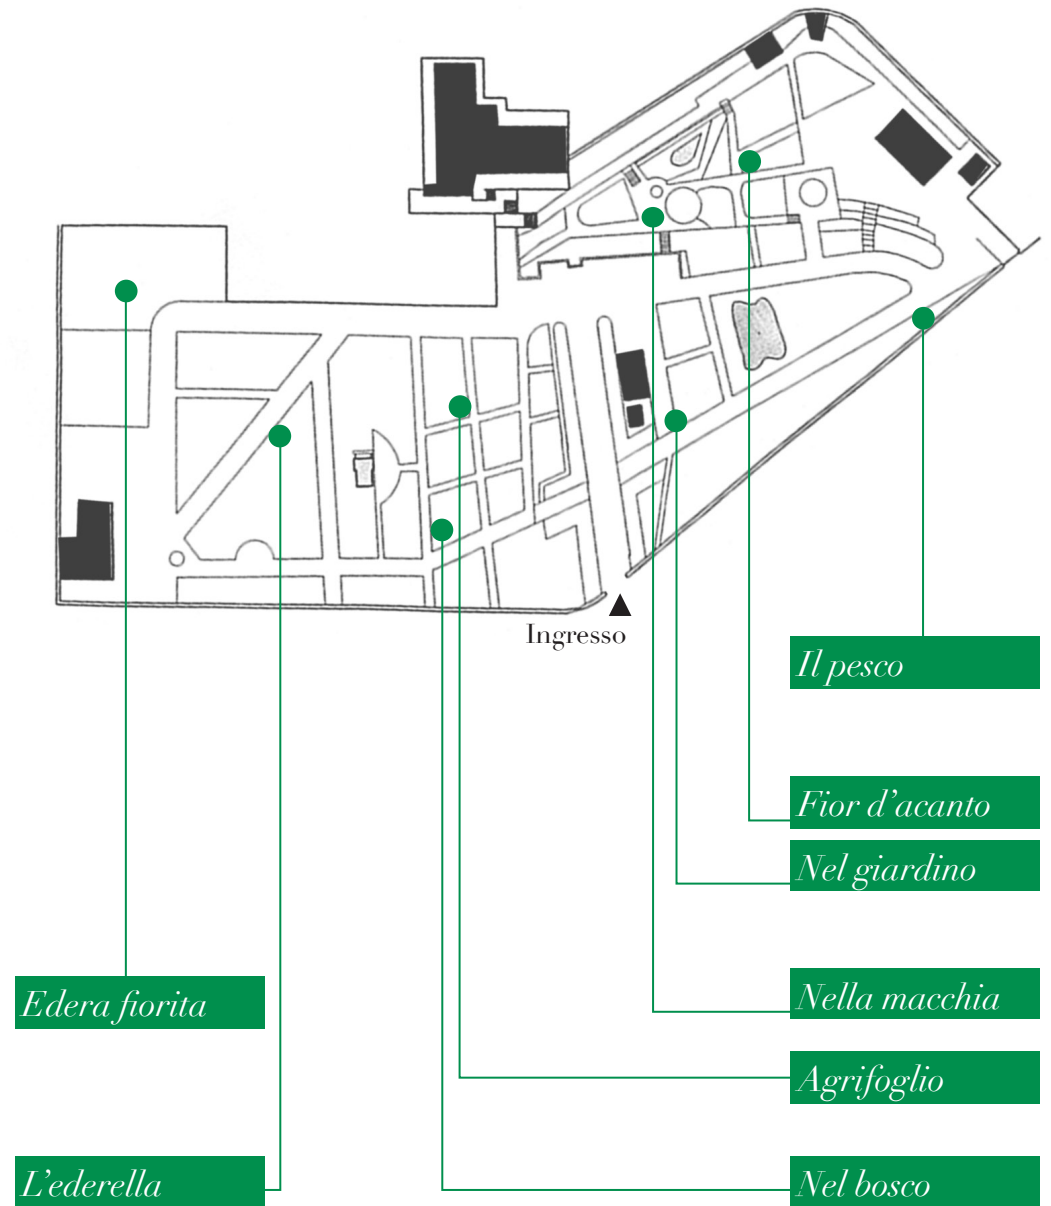 Ingresso
Il pesco
Fior d’acanto
Nel giardino
Nella macchia
Edera fiorita
Agrifoglio
L’ederella
Nel bosco